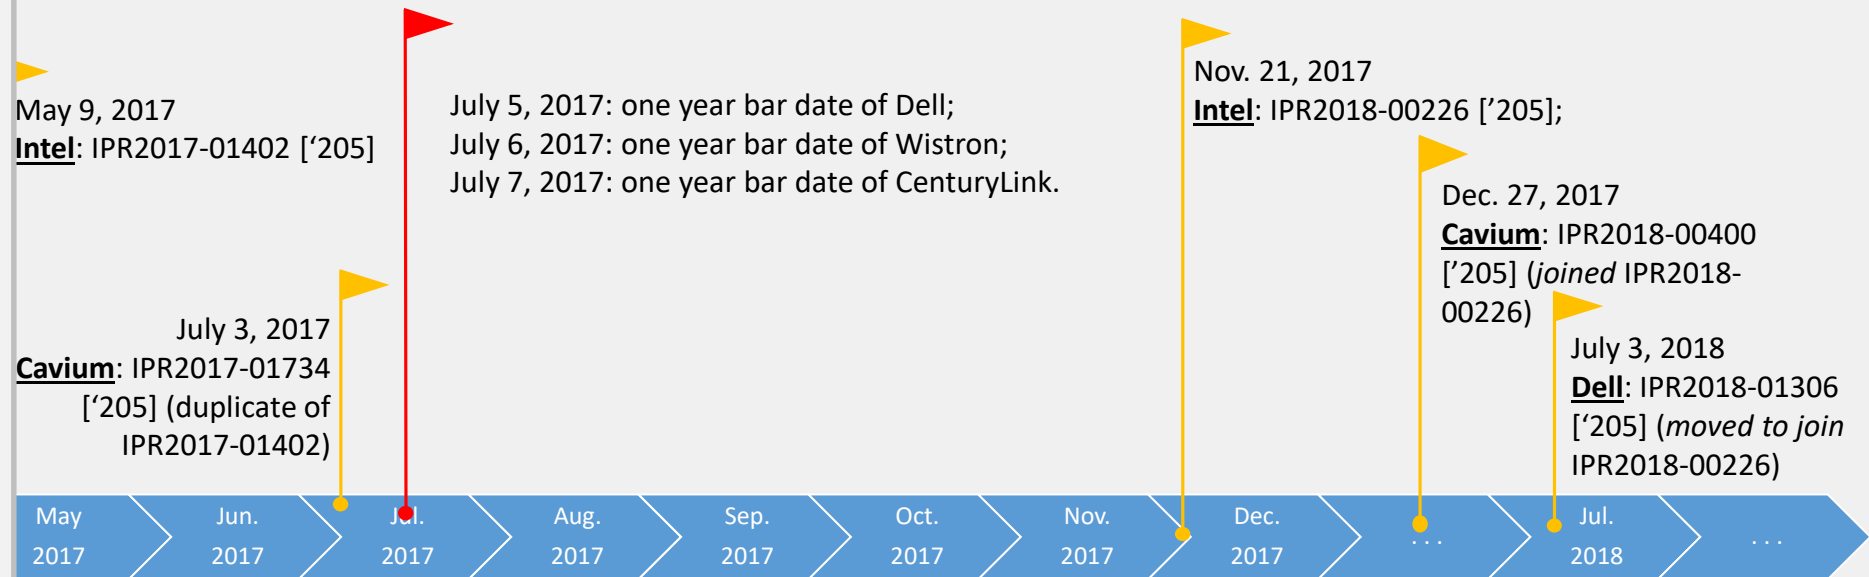 May 9, 2017
Intel: IPR2017-01402 [‘205]
July 5, 2017: one year bar date of Dell;
July 6, 2017: one year bar date of Wistron;
July 7, 2017: one year bar date of CenturyLink.
Nov. 21, 2017
Intel: IPR2018-00226 [’205];
Dec. 27, 2017
Cavium: IPR2018-00400
[’205] (joined IPR2018-
00226)
July 3, 2017
Cavium: IPR2017-01734
[‘205] (duplicate of
IPR2017-01402)
July 3, 2018
Dell: IPR2018-01306
[‘205] (moved to join
IPR2018-00226)
May
2017
Jun.
2017
Jul.
2017
Aug.
2017
Sep.
2017
Oct.
2017
Nov.
2017
Dec.
2017
. . .
Jul.
2018
. . .